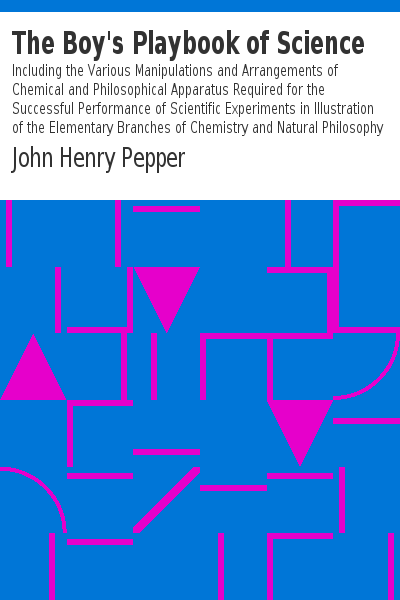 The Boy's Playbook of Science
Including the Various Manipulations and Arrangements of
Chemical and Philosophical Apparatus Required for the
Successful Performance of Scientific Experiments in Illustration
of the Elementary Branches of Chemistry and Natural Philosophy
John Henry Pepper